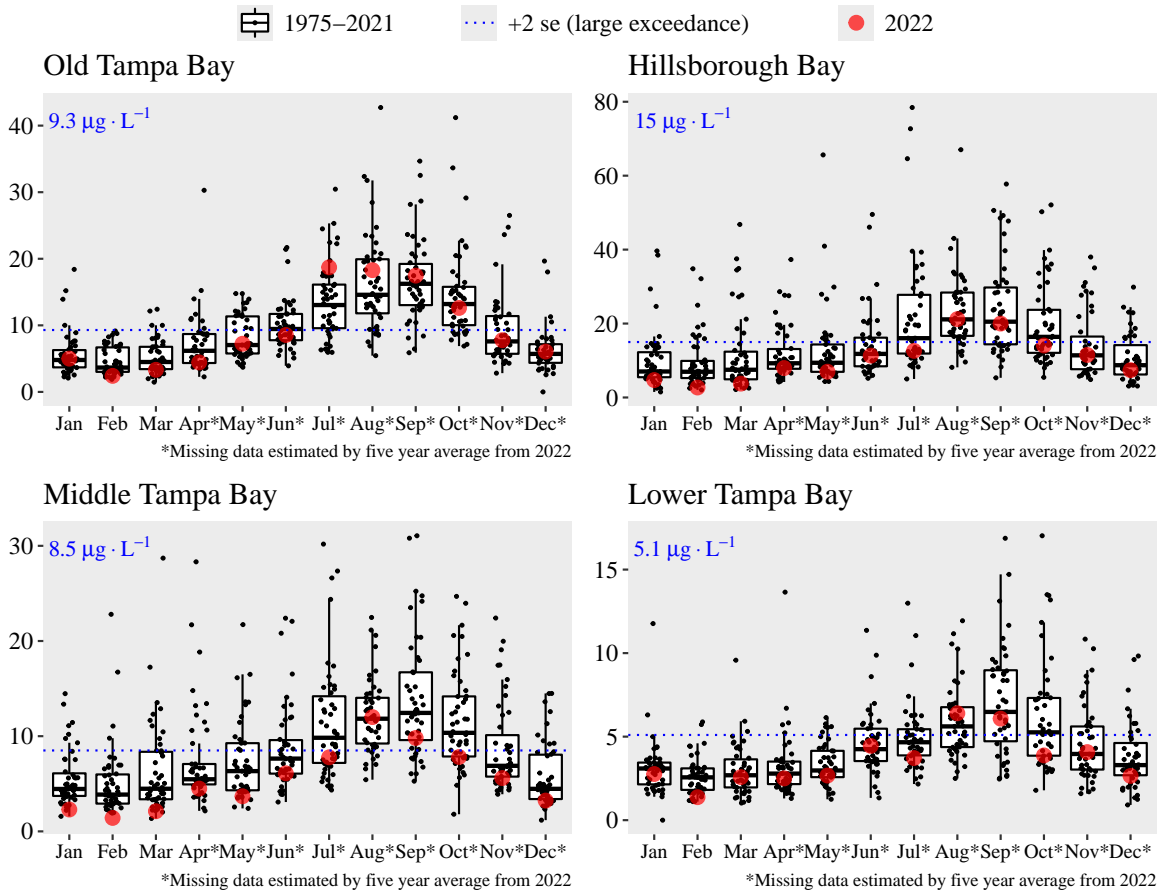 1975–2021 +2 se (large exceedance) 2022
Old Tampa Bay
9.3 µg · L⁻¹
40
30
20
10
0
Jan Feb Mar Apr* May* Jun* Jul* Aug* Sep* Oct* Nov* Dec*
*Missing data estimated by five year average from 2022
Hillsborough Bay
15 µg · L⁻¹
80
60
40
20
0
Jan Feb Mar Apr* May* Jun* Jul* Aug* Sep* Oct* Nov* Dec*
*Missing data estimated by five year average from 2022
Middle Tampa Bay
8.5 µg · L⁻¹
30
20
10
0
Jan Feb Mar Apr* May* Jun* Jul* Aug* Sep* Oct* Nov* Dec*
*Missing data estimated by five year average from 2022
Lower Tampa Bay
5.1 µg · L⁻¹
15
10
5
0
Jan Feb Mar Apr* May* Jun* Jul* Aug* Sep* Oct* Nov* Dec*
*Missing data estimated by five year average from 2022